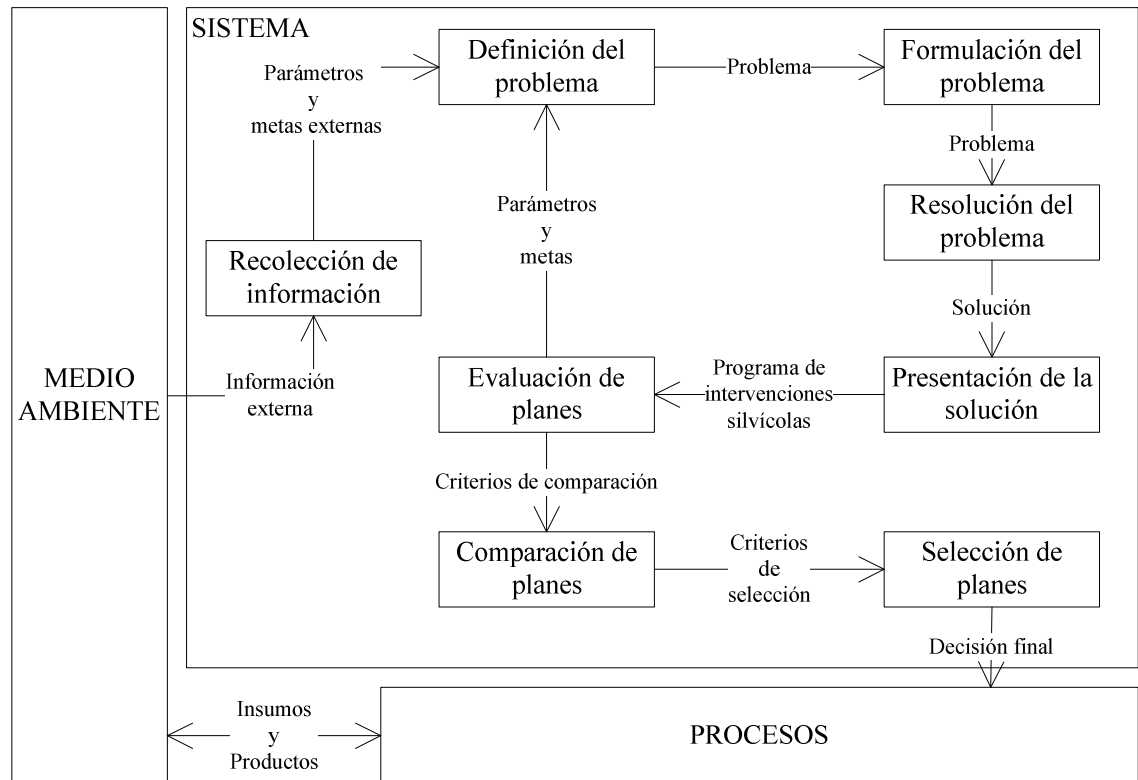 SISTEMA
Definición del
problema
Problema
Formulación del
problema
Parámetros
y
metas externas
Problema
Resolución del
problema
Parámetros
y
metas
Recolección de
información
Solución
MEDIO
AMBIENTE
Información
externa
Evaluación de
planes
Programa de
intervenciones
silvícolas
Presentación de la
solución
Criterios de comparación
Comparación de
planes
Criterios
de
selección
Selección de
planes
Decisión final
Insumos
y
Productos
PROCESOS